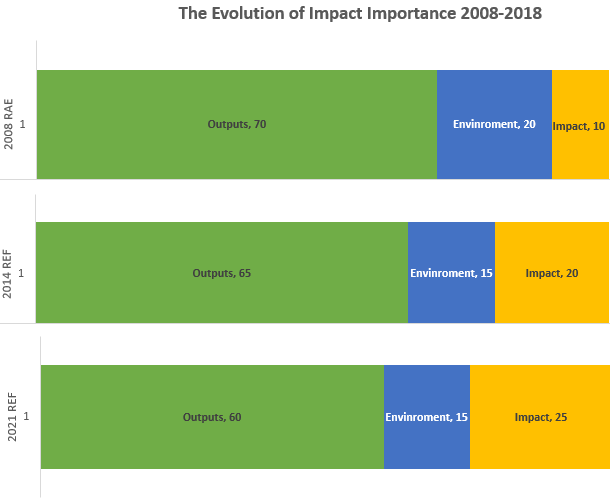 The Evolution of Impact Importance 2008-2018
2008 RAE
1
Outputs, 70
Envinroment, 20
Impact, 10
2014 REF
1
Outputs, 65
Envinroment, 15
Impact, 20
2021 REF
1
Outputs, 60
Envinroment, 15
Impact, 25